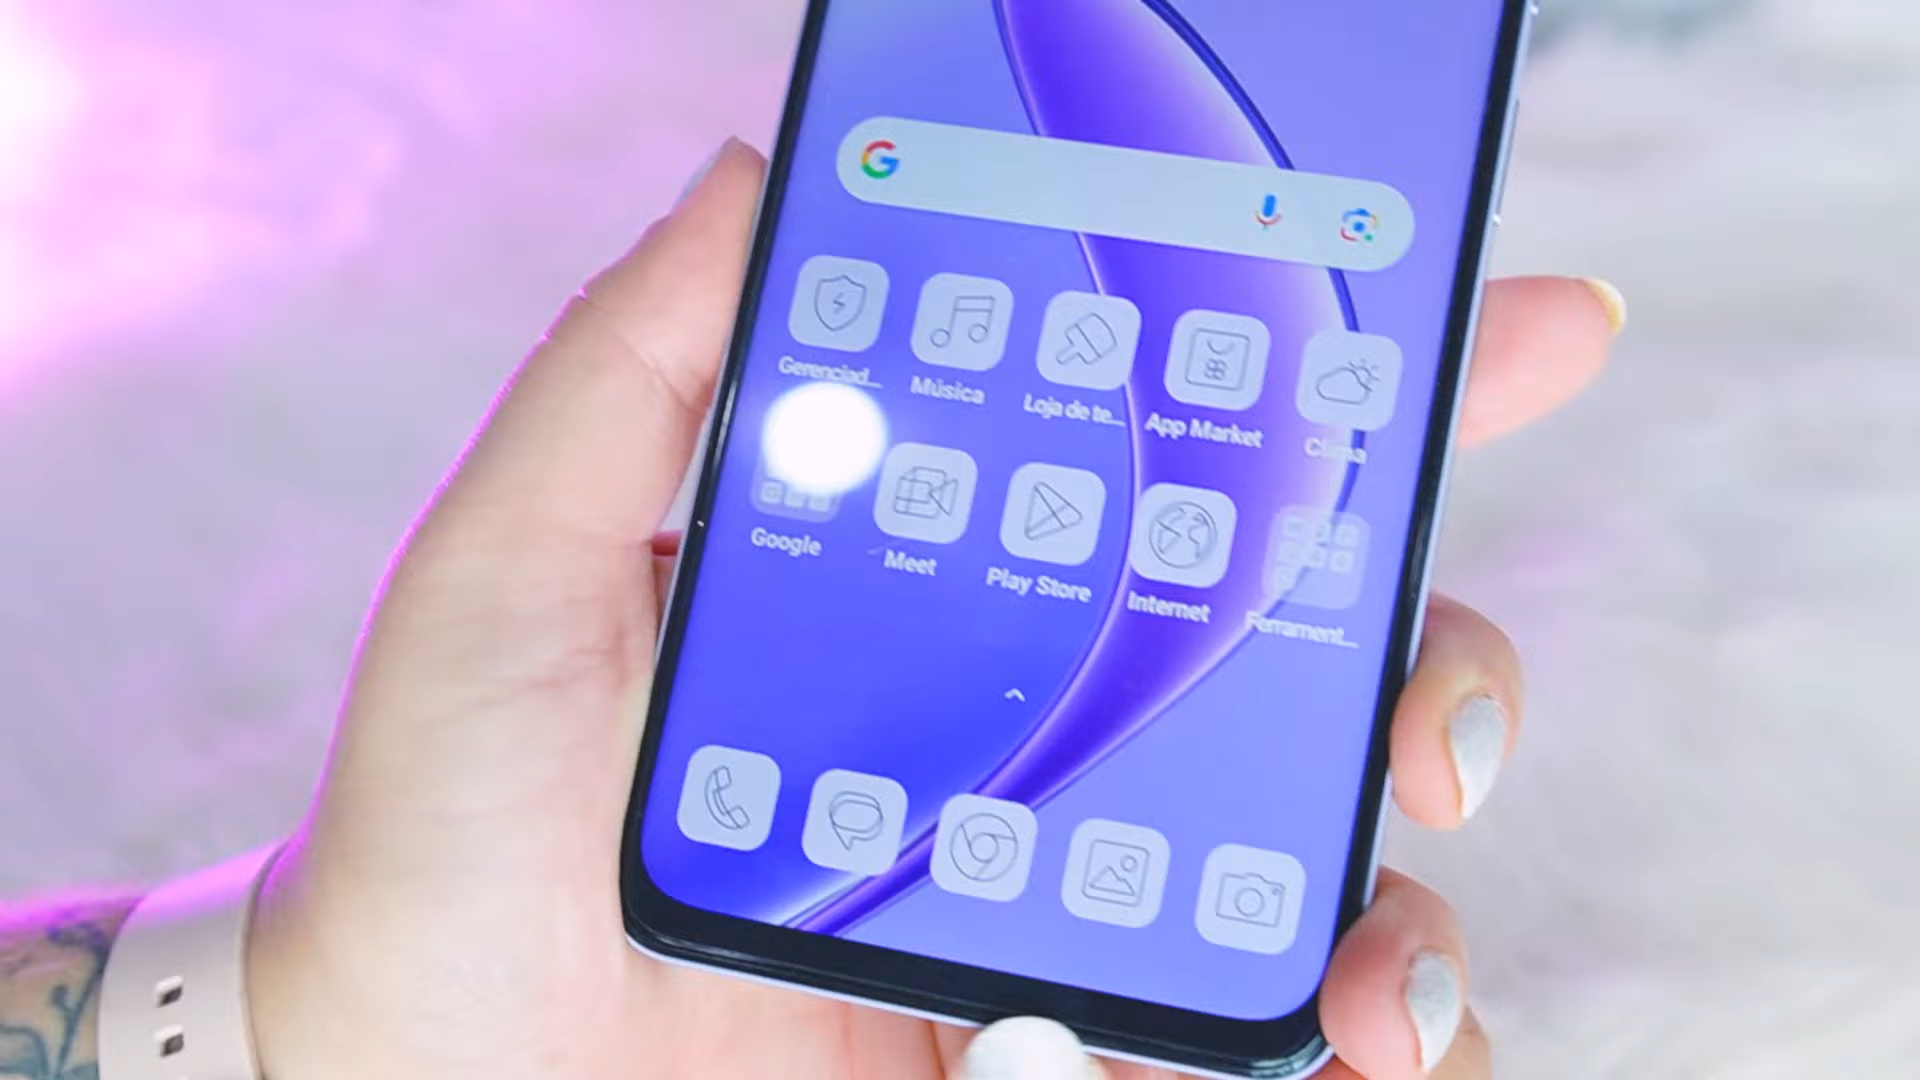 G
Gerenciad...
Música
Loja de te...
App Market
Clima
Google
Meet
Play Store
Internet
Ferrament...